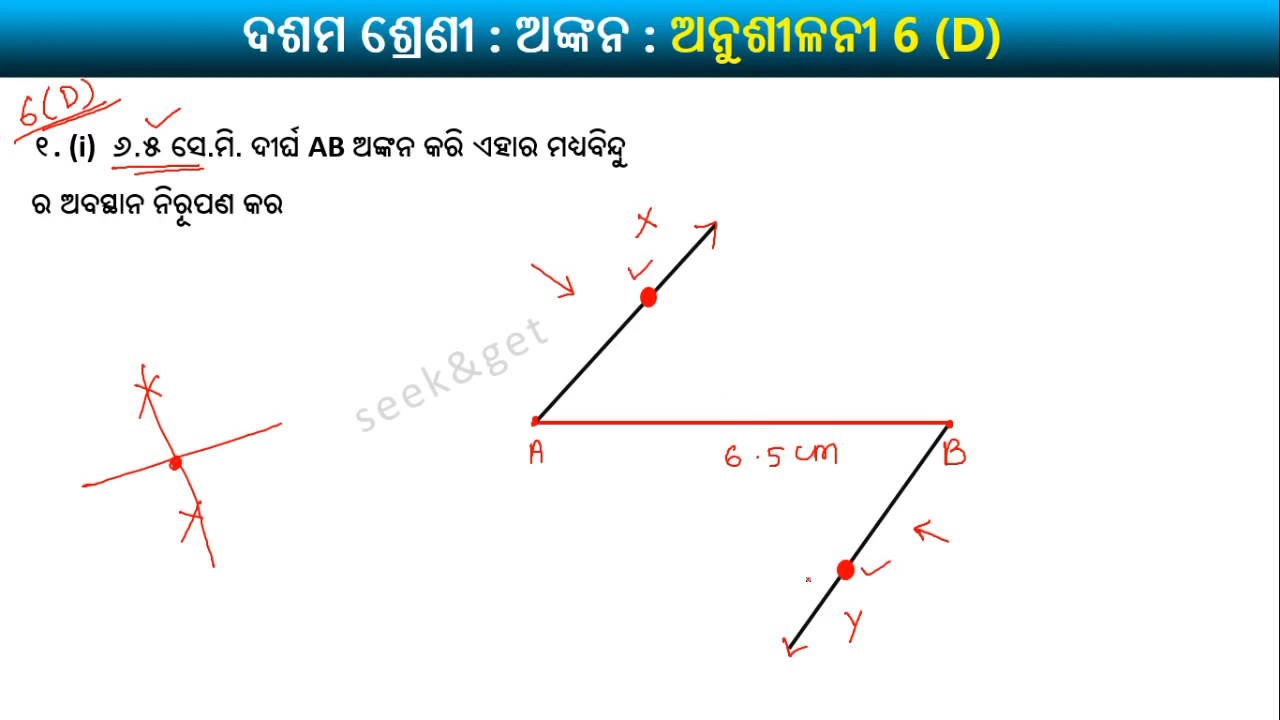 ଦଶମ ଶ୍ରେଣୀ : ଅଙ୍କନ : ଅନୁଶୀଳନୀ 6 (D)
6(D)
୧. (i) ୬.୫ ସେ.ମି. ଦୀର୍ଘ AB ଅଙ୍କନ କରି ଏହାର ମଧ୍ୟବିନ୍ଦୁ
ର ଅବସ୍ଥାନ ନିରୂପଣ କର
X
seek&get
A
6.5 cm
B
Y